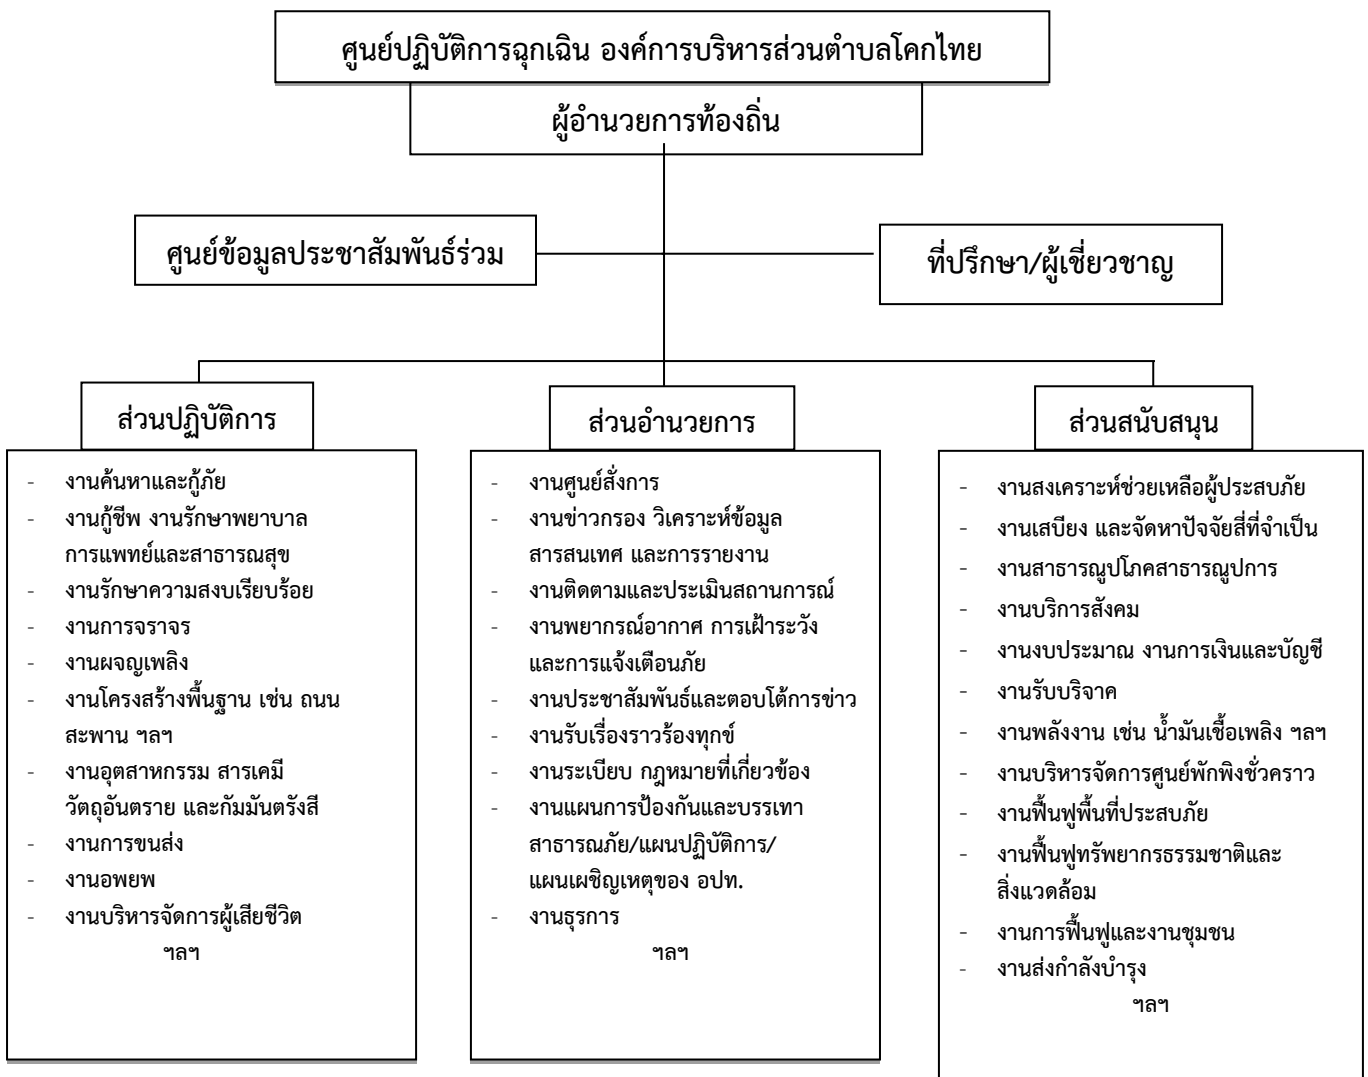 ศูนย์ปฏิบัติการฉุกเฉิน องค์การบริหารส่วนตำบลโคกไทย
ผู้อำนวยการท้องถิ่น
ศูนย์ข้อมูลประชาสัมพันธ์ร่วม
ที่ปรึกษา/ผู้เชี่ยวชาญ
ส่วนปฏิบัติการ
- งานค้นหาและกู้ภัย
- งานกู้ชีพ งานรักษาพยาบาล
การแพทย์และสาธารณสุข
- งานรักษาความสงบเรียบร้อย
- งานการจราจร
- งานผจญเพลิง
- งานโครงสร้างพื้นฐาน เช่น ถนน
สะพาน ฯลฯ
- งานอุตสาหกรรม สารเคมี
วัตถุอันตราย และกัมมันตรังสี
- งานการขนส่ง
- งานอพยพ
- งานบริหารจัดการผู้เสียชีวิต
ฯลฯ
ส่วนอำนวยการ
- งานศูนย์สั่งการ
- งานข่าวกรอง วิเคราะห์ข้อมูล
สารสนเทศ และการรายงาน
- งานติดตามและประเมินสถานการณ์
- งานพยากรณ์อากาศ การเฝ้าระวัง
และการแจ้งเตือนภัย
- งานประชาสัมพันธ์และตอบโต้การข่าว
- งานรับเรื่องราวร้องทุกข์
- งานระเบียบ กฎหมายที่เกี่ยวข้อง
- งานแผนการป้องกันและบรรเทา
สาธารณภัย/แผนปฏิบัติการ/
แผนเผชิญเหตุของ อปท.
- งานธุรการ
ฯลฯ
ส่วนสนับสนุน
- งานสงเคราะห์ช่วยเหลือผู้ประสบภัย
- งานเสบียง และจัดหาปัจจัยสี่ที่จำเป็น
- งานสาธารณูปโภคสาธารณูปการ
- งานบริการสังคม
- งานงบประมาณ งานการเงินและบัญชี
- งานรับบริจาค
- งานพลังงาน เช่น น้ำมันเชื้อเพลิง ฯลฯ
- งานบริหารจัดการศูนย์พักพิงชั่วคราว
- งานฟื้นฟูพื้นที่ประสบภัย
- งานฟื้นฟูทรัพยากรธรรมชาติและ
สิ่งแวดล้อม
- งานการฟื้นฟูและงานชุมชน
- งานส่งกำลังบำรุง
ฯลฯ